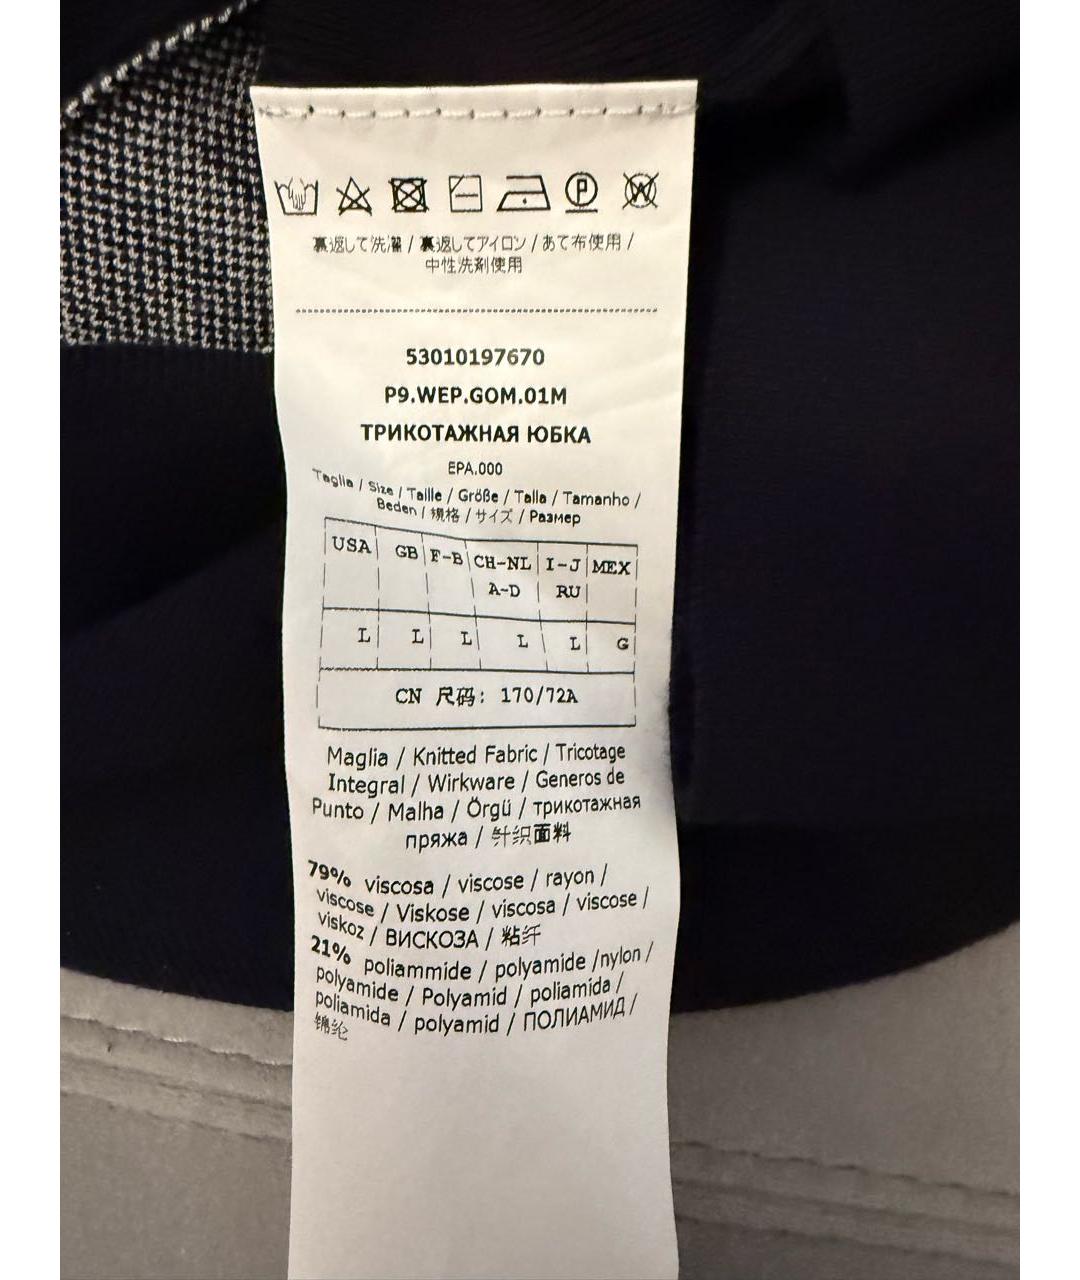 裏返して洗濯 / 裏返してアイロン / あて布使用 /
中性洗剤使用
53010197670
P9.WEP.GOM.01M
ТРИКОТАЖНАЯ ЮБКА
EPA.000
Taglia / Size / Taille / Größe / Talla / Tamanho /
Beden / 規格 / サイズ / Размер
USA GB F-B CH-NL I-J MEX
A-D RU
L L L L L G
CN 尺码: 170/72A
Maglia / Knitted Fabric / Tricotage
Integral / Wirkware / Generos de
Punto / Malha / Örgü / трикотажная
пряжа / 针织面料
79% viscosa / viscose / rayon /
viscose / Viskose / viscosa / viscose /
viskoz / ВИСКОЗА / 粘纤
21% poliammide / polyamide /nylon /
polyamide / Polyamid / poliamida /
poliamida / polyamid / ПОЛИАМИД /
锦纶